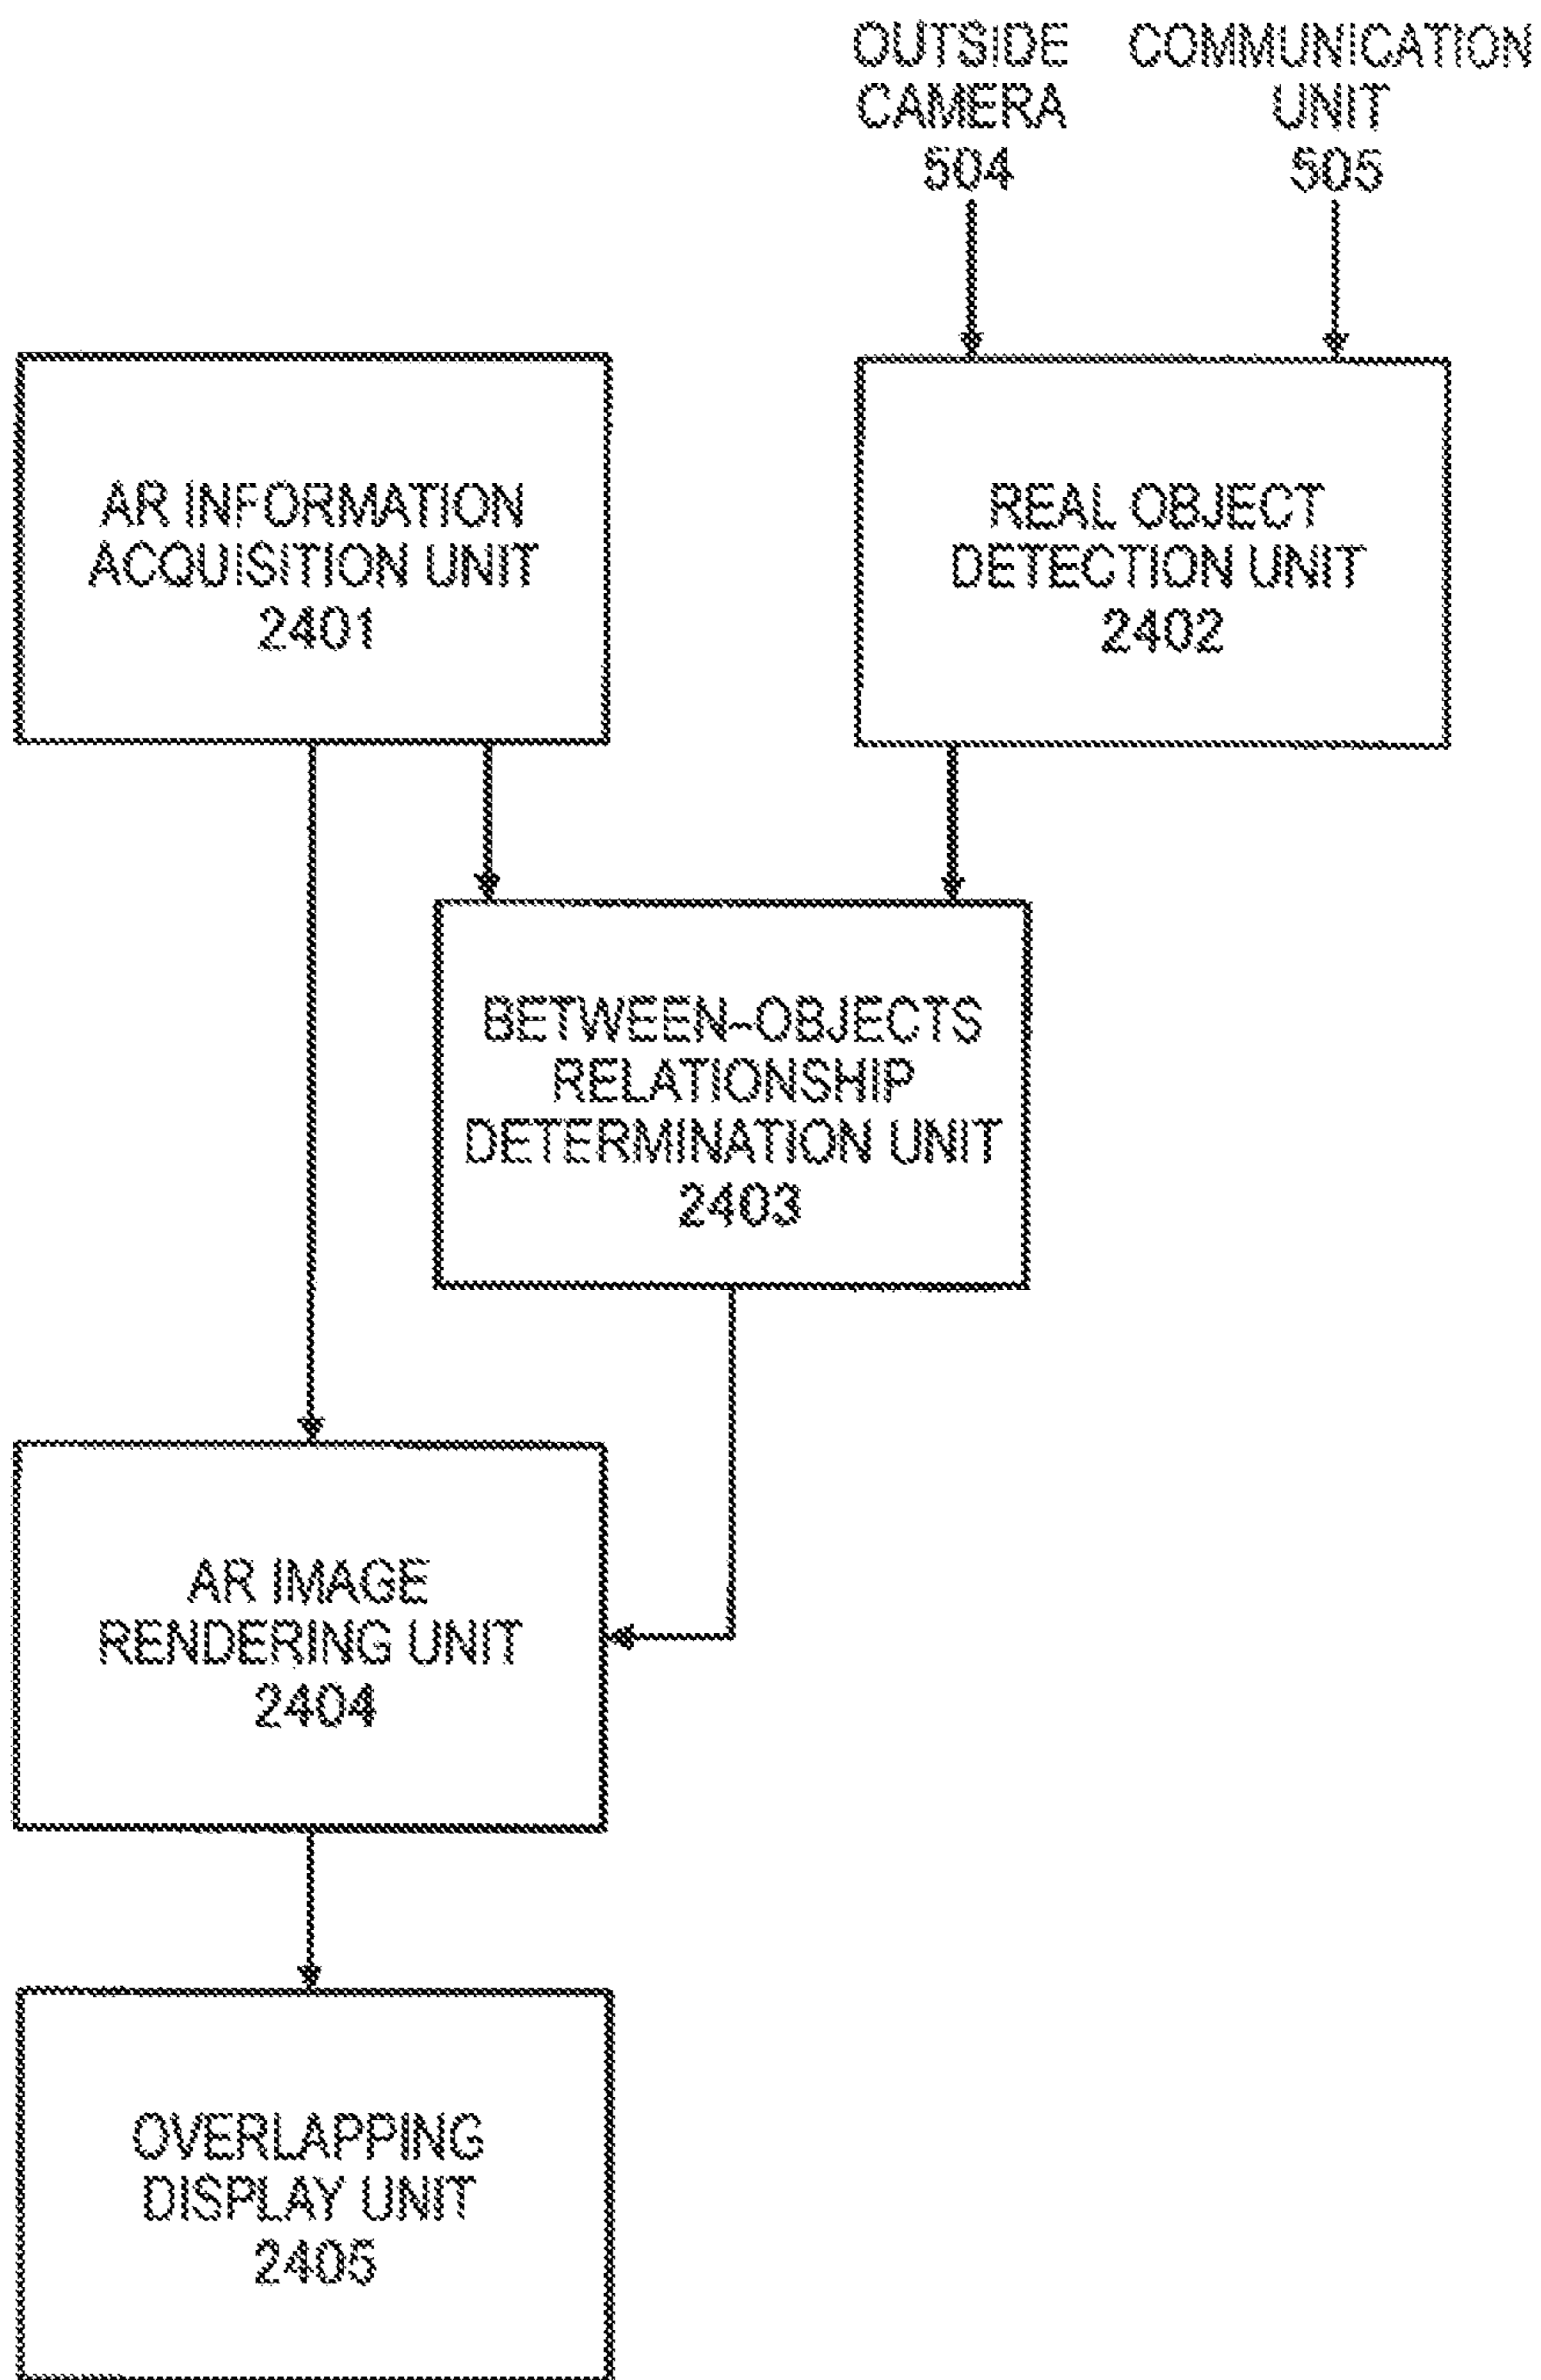 OUTSIDE
CAMERA
504
COMMUNICATION
UNIT
505
AR INFORMATION
ACQUISITION UNIT
2401
REAL OBJECT
DETECTION UNIT
2402
BETWEEN-OBJECTS
RELATIONSHIP
DETERMINATION UNIT
2403
AR IMAGE
RENDERING UNIT
2404
OVERLAPPING
DISPLAY UNIT
2405